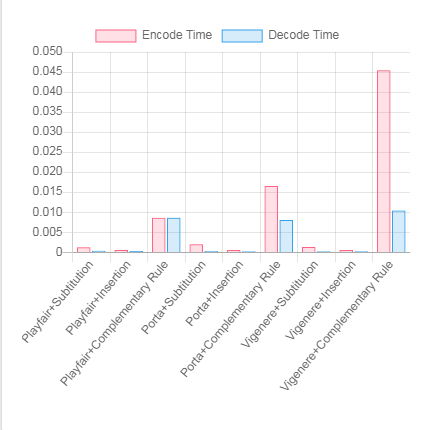 Encode Time Decode Time
0.050
0.045
0.040
0.035
0.030
0.025
0.020
0.015
0.010
0.005
0
Playfair+Subtitution
Playfair+Insertion
Playfair+Complementary Rule
Porta+Subtitution
Porta+Insertion
Porta+Complementary Rule
Vigenere+Subtitution
Vigenere+Insertion
Vigenere+Complementary Rule